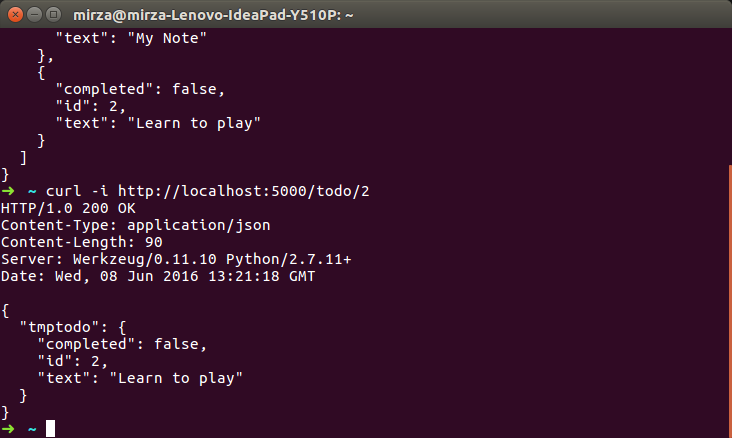 mirza@mirza-Lenovo-IdeaPad-Y510P: ~
      "text": "My Note"
    },
    {
      "completed": false,
      "id": 2,
      "text": "Learn to play"
    }
  ]
}
➜  ~ curl -i http://localhost:5000/todo/2
HTTP/1.0 200 OK
Content-Type: application/json
Content-Length: 90
Server: Werkzeug/0.11.10 Python/2.7.11+
Date: Wed, 08 Jun 2016 13:21:18 GMT

{
  "tmptodo": {
    "completed": false,
    "id": 2,
    "text": "Learn to play"
  }
}
➜  ~